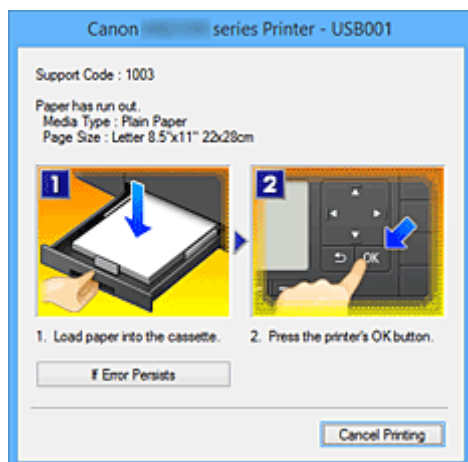 Canon series Printer - USB001
Support Code : 1003
Paper has run out.
Media Type : Plain Paper
Page Size : Letter 8.5"x11" 22x28cm
1
2
OK
1. Load paper into the cassette.
2. Press the printer's OK button.
If Error Persists
Cancel Printing